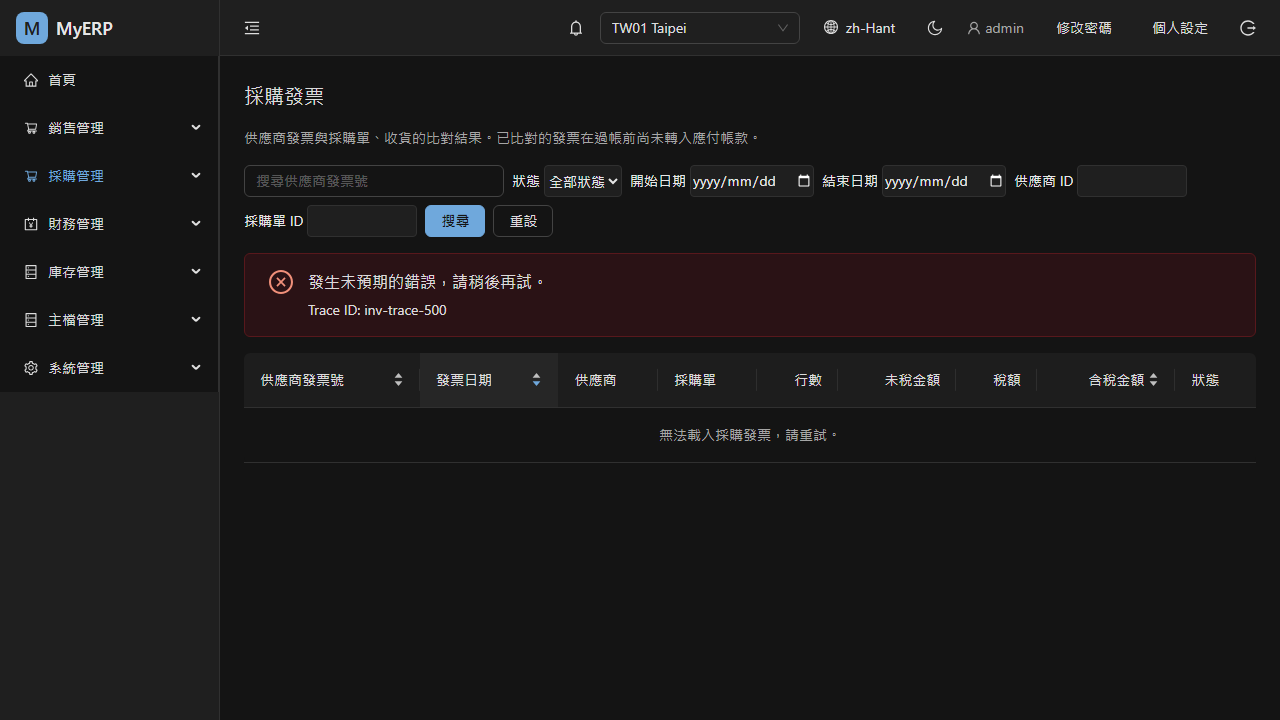 M MyERP
TW01 Taipei
zh-Hant
admin
修改密碼
個人設定
首頁
銷售管理
採購管理
財務管理
庫存管理
主檔管理
系統管理
採購發票
供應商發票與採購單、收貨的比對結果。已比對的發票在過帳前尚未轉入應付帳款。
搜尋供應商發票號 狀態 全部狀態 開始日期 yyyy/mm/dd 結束日期 yyyy/mm/dd 供應商 ID
採購單 ID 搜尋 重設
發生未預期的錯誤，請稍後再試。
Trace ID: inv-trace-500
供應商發票號 發票日期 供應商 採購單 行數 未稅金額 稅額 含稅金額 狀態
無法載入採購發票，請重試。